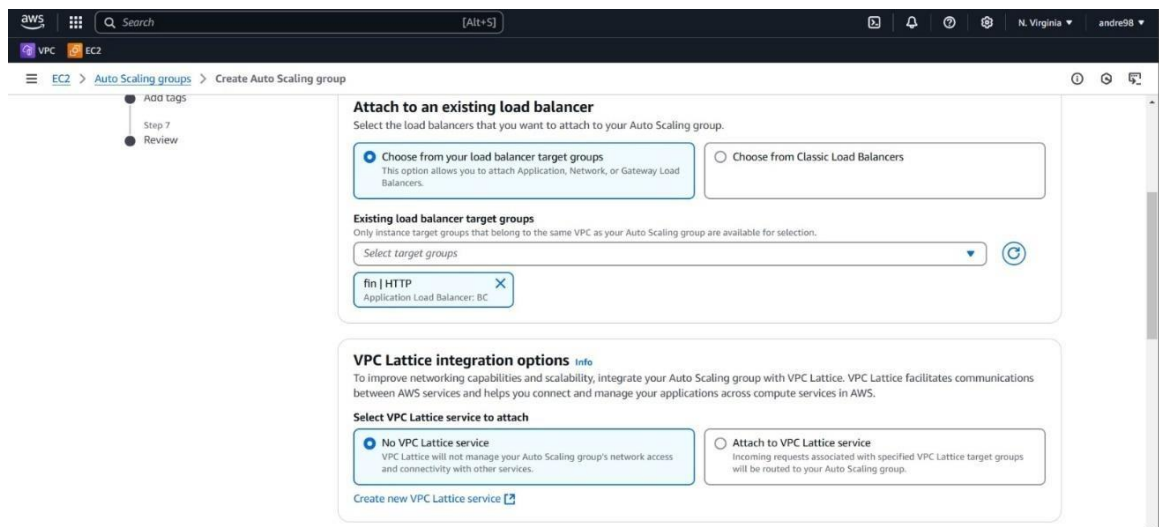 aws
Search
[Alt+S]
N. Virginia
andre98
VPC
EC2
EC2 > Auto Scaling groups > Create Auto Scaling group
Add tags
Step 7
Review
Attach to an existing load balancer
Select the load balancers that you want to attach to your Auto Scaling group.
Choose from your load balancer target groups
This option allows you to attach Application, Network, or Gateway Load
Balancers.
Choose from Classic Load Balancers
Existing load balancer target groups
Only instance target groups that belong to the same VPC as your Auto Scaling group are available for selection.
Select target groups
fin | HTTP
Application Load Balancer: BC
VPC Lattice integration options Info
To improve networking capabilities and scalability, integrate your Auto Scaling group with VPC Lattice. VPC Lattice facilitates communications
between AWS services and helps you connect and manage your applications across compute services in AWS.
Select VPC Lattice service to attach
No VPC Lattice service
VPC Lattice will not manage your Auto Scaling group's network access
and connectivity with other services.
Attach to VPC Lattice service
Incoming requests associated with specified VPC Lattice target groups
will be routed to your Auto Scaling group.
Create new VPC Lattice service